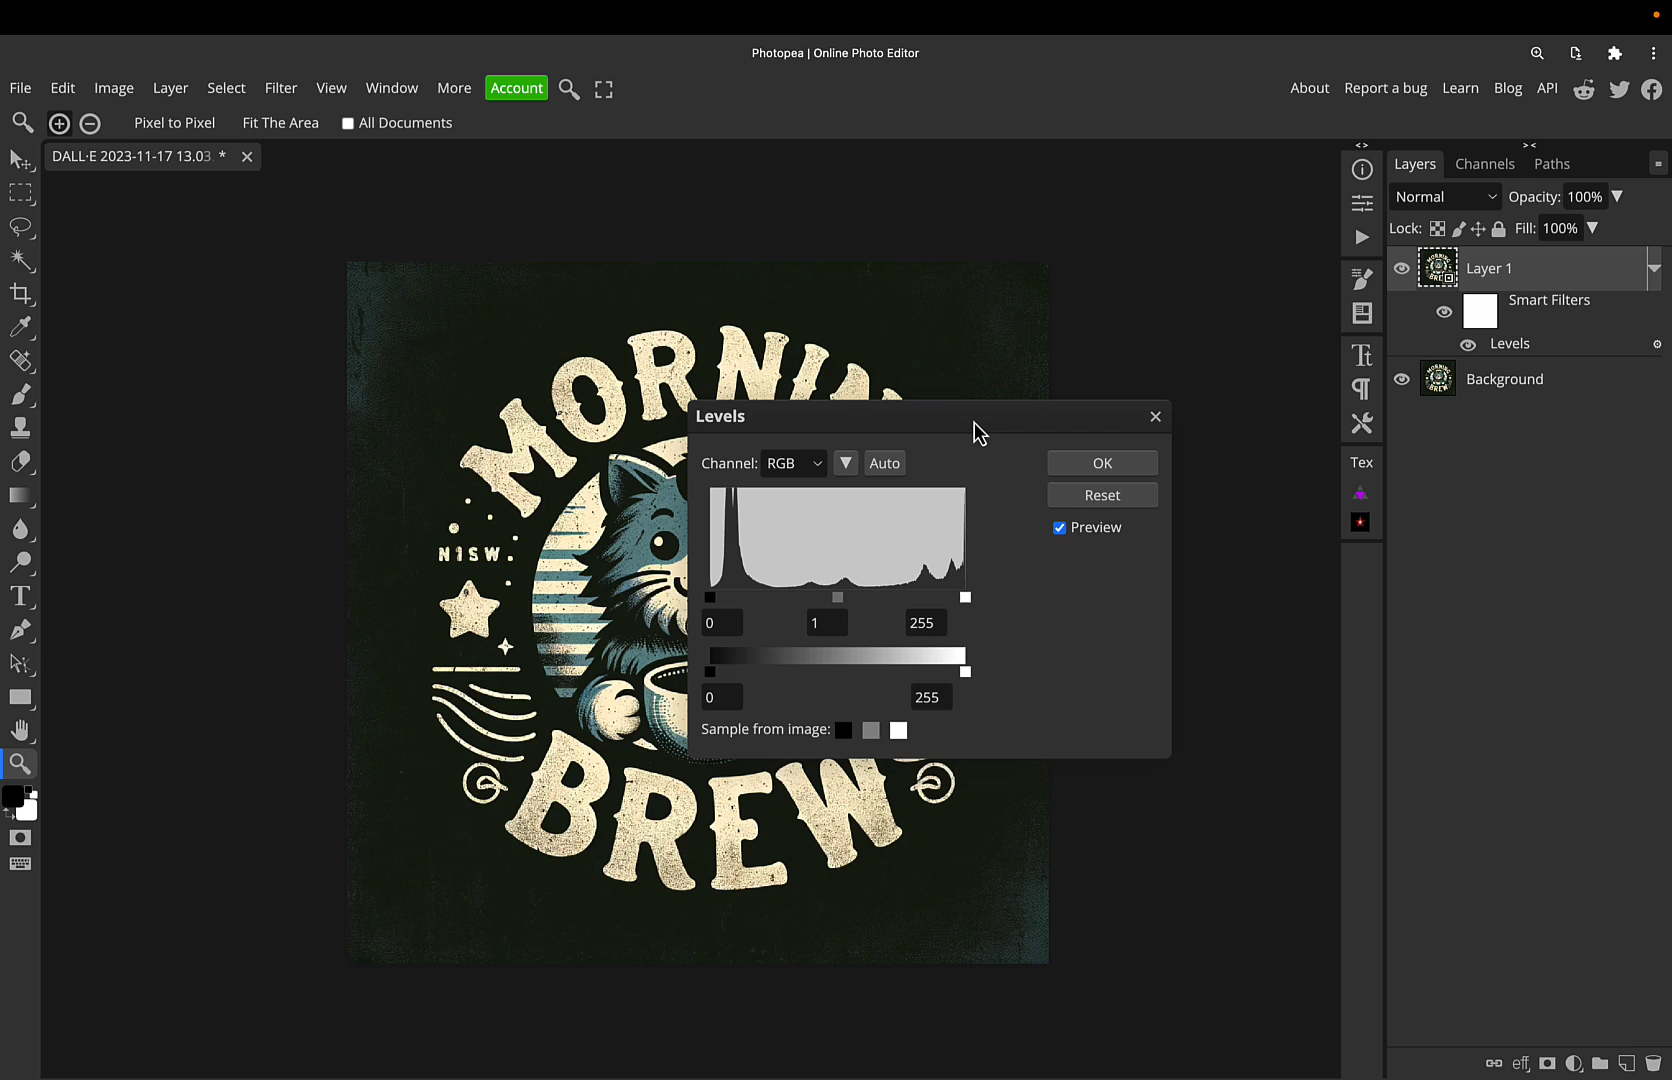 Photopea | Online Photo Editor
File Edit Image Layer Select Filter View Window More Account
About Report a bug Learn Blog API
Pixel to Pixel Fit The Area All Documents
DALL·E 2023-11-17 13.03. *
Layers Channels Paths
Normal Opacity: 100%
Lock: Fill: 100%
Layer 1
Smart Filters
Levels
Background
Tex
MORNIN
NISW.
BREW
Levels
Channel: RGB Auto
OK
Reset
Preview
0 1 255
0 255
Sample from image:
eff